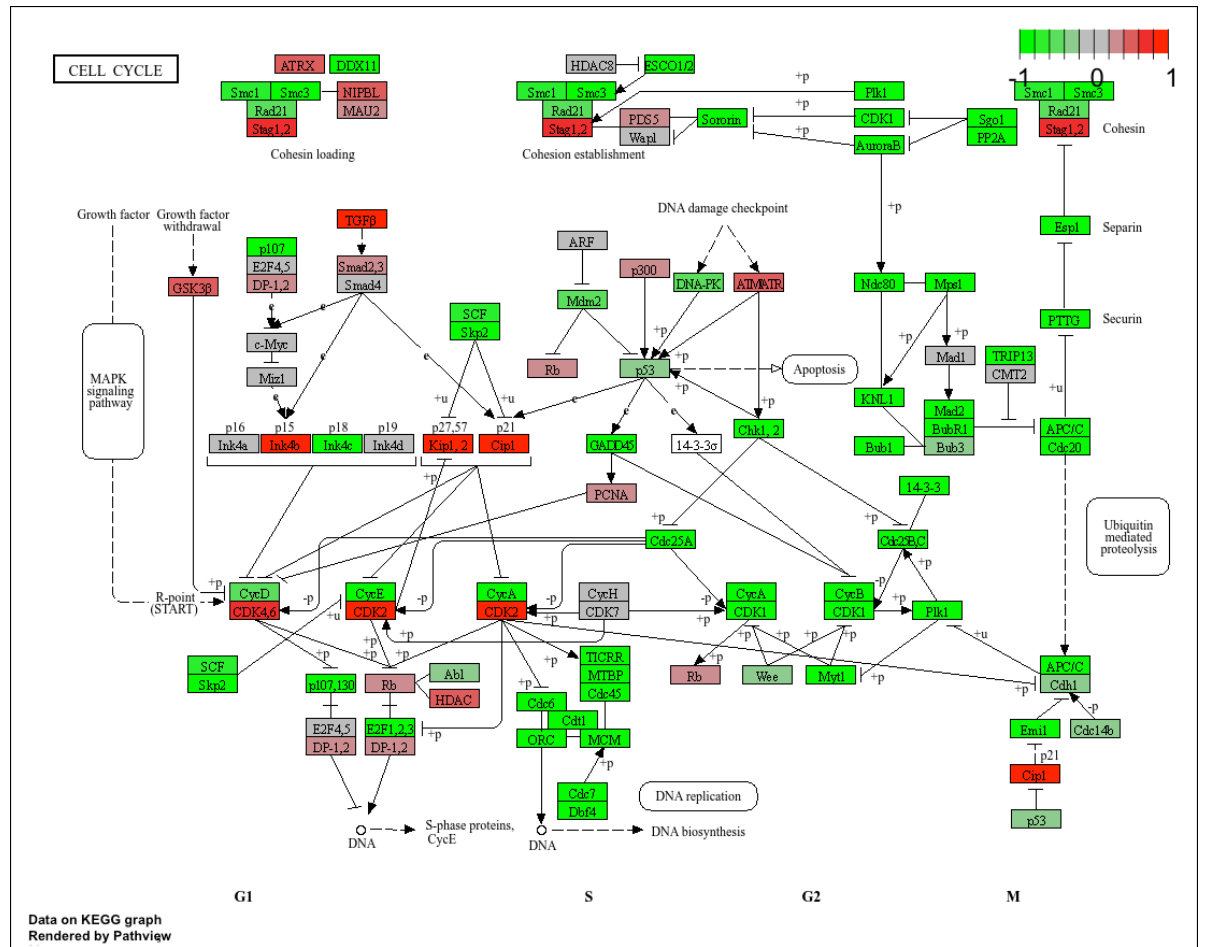 CELL CYCLE
ATRX
DDX11
Smc1
Smc3
NIPBL
Rad21
MAU2
Stag1,2
Cohesin loading
HDAC8
ESCO1/2
Smc1
Smc3
Rad21
Stag1,2
PDS5
Wapl
Sororin
Cohesion establishment
+p
Plk1
+p
CDK1
+p
AuroraB
Sgo1
PP2A
-1
0
1
Smc1
Smc3
Rad21
Stag1,2
Cohesin
Growth factor
Growth factor
withdrawal
TGFβ
DNA damage checkpoint
+p
p107
E2F4,5
DP-1,2
Smad2,3
Smad4
GSK3β
ARF
p300
DNA-PK
ATM/ATR
Esp1
Separin
Ndc80
Mps1
SCF
Skp2
Mdm2
PTTG
Securin
e
e
e
e
e
c-Myc
Miz1
+p
+p
+p
+p
Mad1
TRIP13
CMT2
MAPK
signaling
pathway
Rb
p53
Apoptosis
+p
+u
KNL1
+u
+u
e
e
+p
Mad2
BubR1
Bub3
Bub1
APC/C
Cdc20
p16
Ink4a
p15
Ink4b
p18
Ink4c
p19
Ink4d
p27,57
Kip1, 2
p21
Cip1
GADD45
14-3-3σ
Chk1, 2
+p
PCNA
14-3-3
+p
+p
Cdc25A
Cdc25B,C
Ubiquitin
mediated
proteolysis
R-point
(START)
+p
CycD
CDK4,6
-p
CycE
CDK2
-p
CycA
CDK2
-p
CycH
CDK7
-p
CycA
CDK1
CycB
CDK1
-p
+p
+p
Plk1
+u
+u
+p
+p
+p
+p
+p
+p
+p
+p
+p
+p
SCF
Skp2
p107,130
Rb
Abl
HDAC
TICRR
MTBP
Cdc45
Rb
Wee
Myt1
+p
+p
APC/C
Cdh1
-p
E2F4,5
DP-1,2
E2F1,2,3
DP-1,2
+p
Cdc6
Cdt1
ORC
MCM
+p
Emi1
Cdc14b
p21
Cip1
Cdc7
Dbf4
DNA replication
p53
DNA
S-phase proteins,
CycE
DNA
DNA biosynthesis
G1
S
G2
M
Data on KEGG graph
Rendered by Pathview